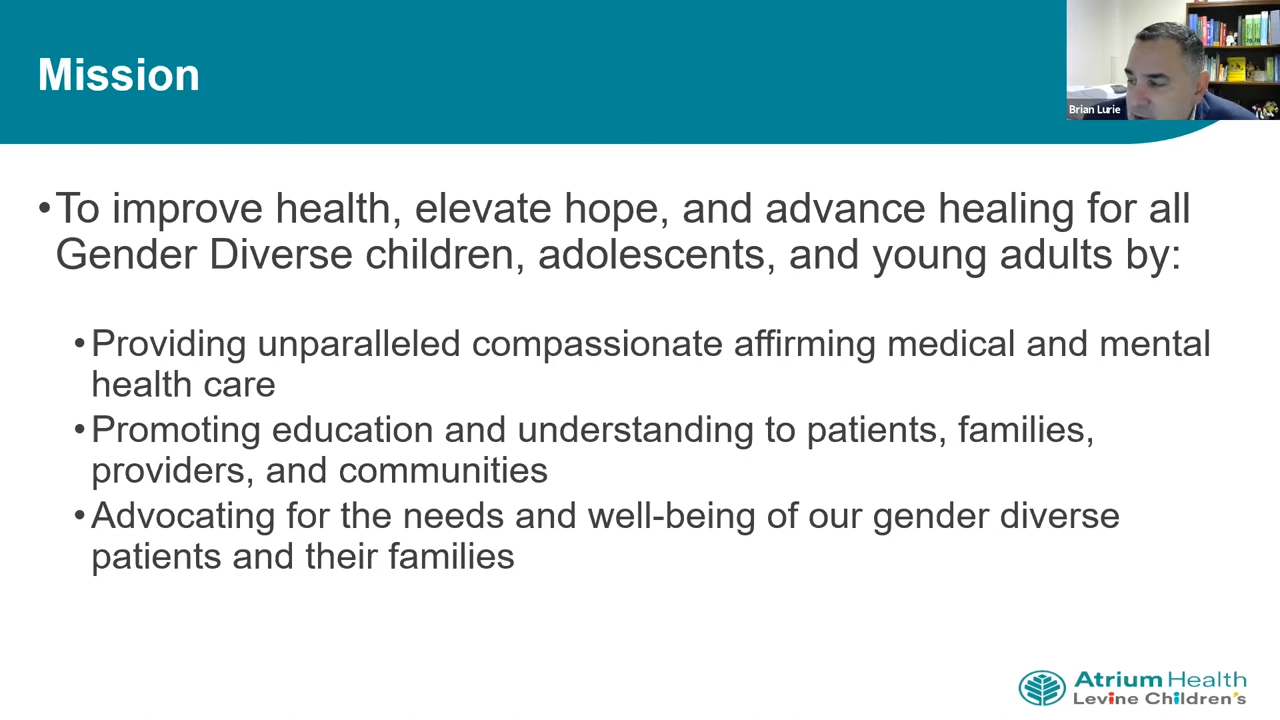 Mission
Brian Lurie
•To improve health, elevate hope, and advance healing for all
Gender Diverse children, adolescents, and young adults by:
•Providing unparalleled compassionate affirming medical and mental
health care
•Promoting education and understanding to patients, families,
providers, and communities
•Advocating for the needs and well-being of our gender diverse
patients and their families
Atrium Health
Levine Children's